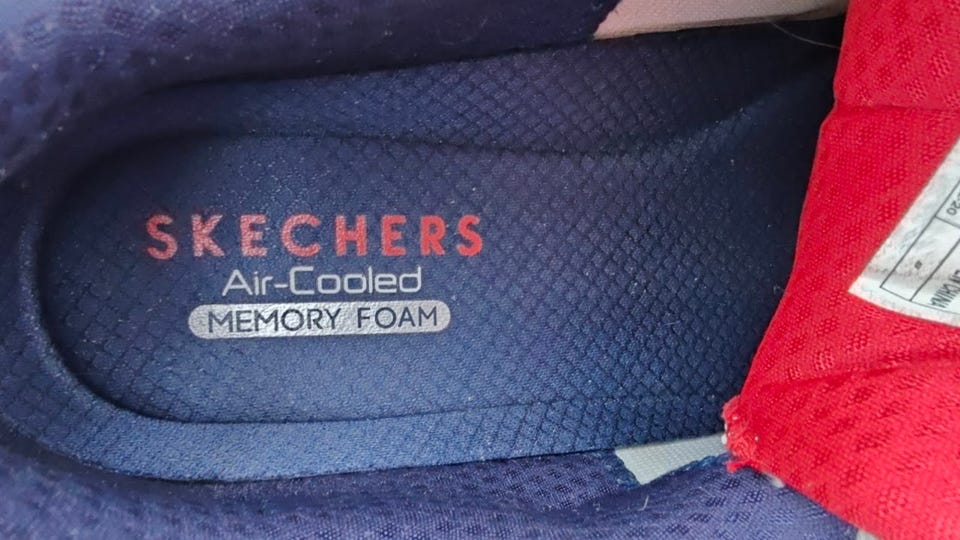 SKECHERS
Air-Cooled
MEMORY FOAM